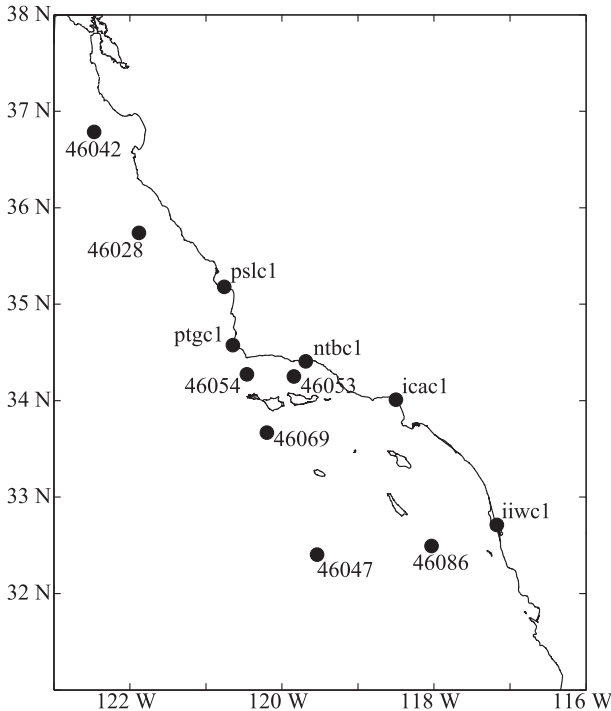 38 N
37 N
46042
36 N
46028
pslc1
35 N
ptgc1
ntbc1
46054
46053
icac1
34 N
46069
33 N
iiwc1
46047
46086
32 N
122 W
120 W
118 W
116 W